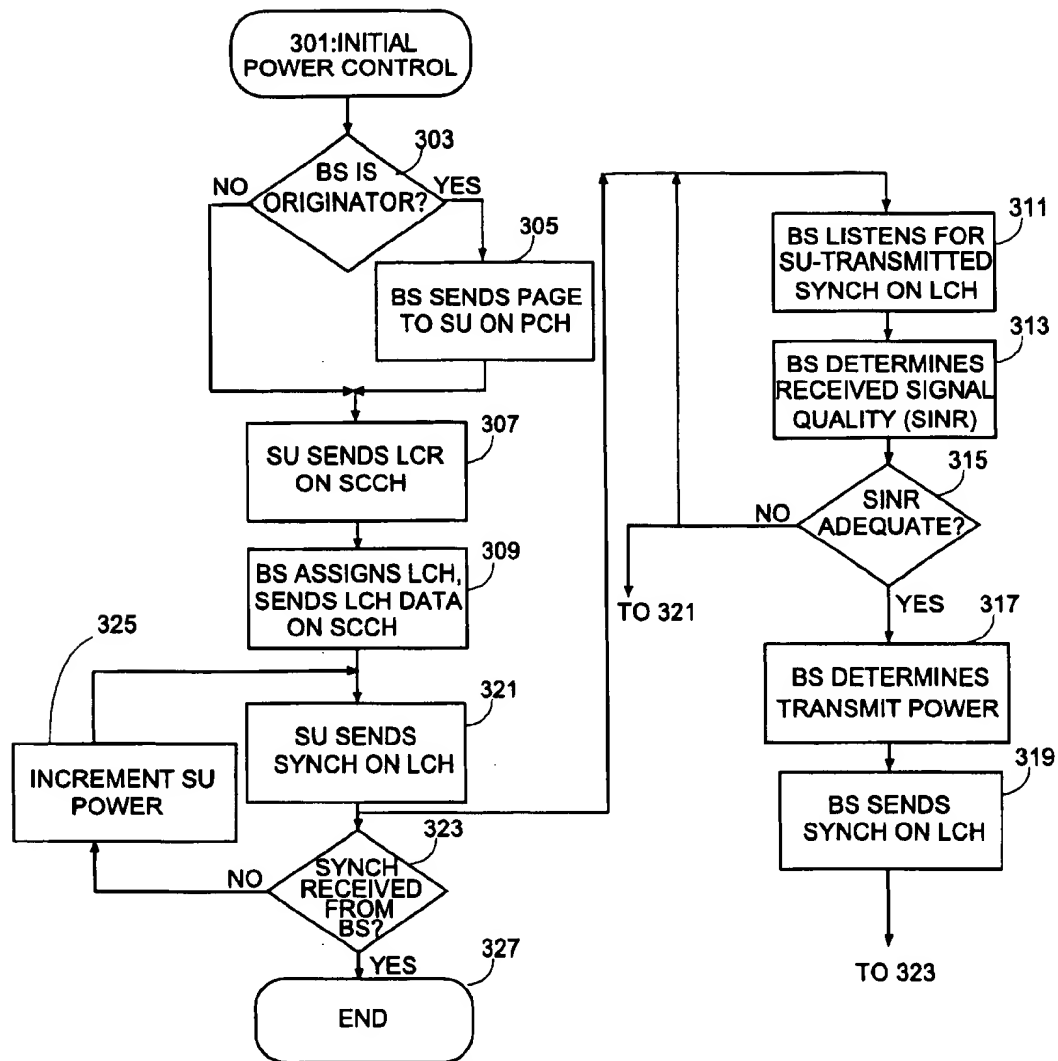 301:INITIAL
POWER CONTROL
303
BS IS
ORIGINATOR?
NO
YES
305
BS SENDS PAGE
TO SU ON PCH
307
SU SENDS LCR
ON SCCH
309
BS ASSIGNS LCH,
SENDS LCH DATA
ON SCCH
325
INCREMENT SU
POWER
321
SU SENDS
SYNCH ON LCH
323
SYNCH
RECEIVED
FROM
BS?
NO
YES
327
END
311
BS LISTENS FOR
SU-TRANSMITTED
SYNCH ON LCH
313
BS DETERMINES
RECEIVED SIGNAL
QUALITY (SINR)
315
SINR
ADEQUATE?
NO
TO 321
YES
317
BS DETERMINES
TRANSMIT POWER
319
BS SENDS
SYNCH ON LCH
TO 323